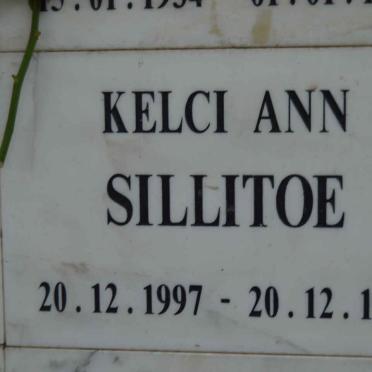 KELCI ANN
SILLITOE
20.12.1997 - 20.12.1